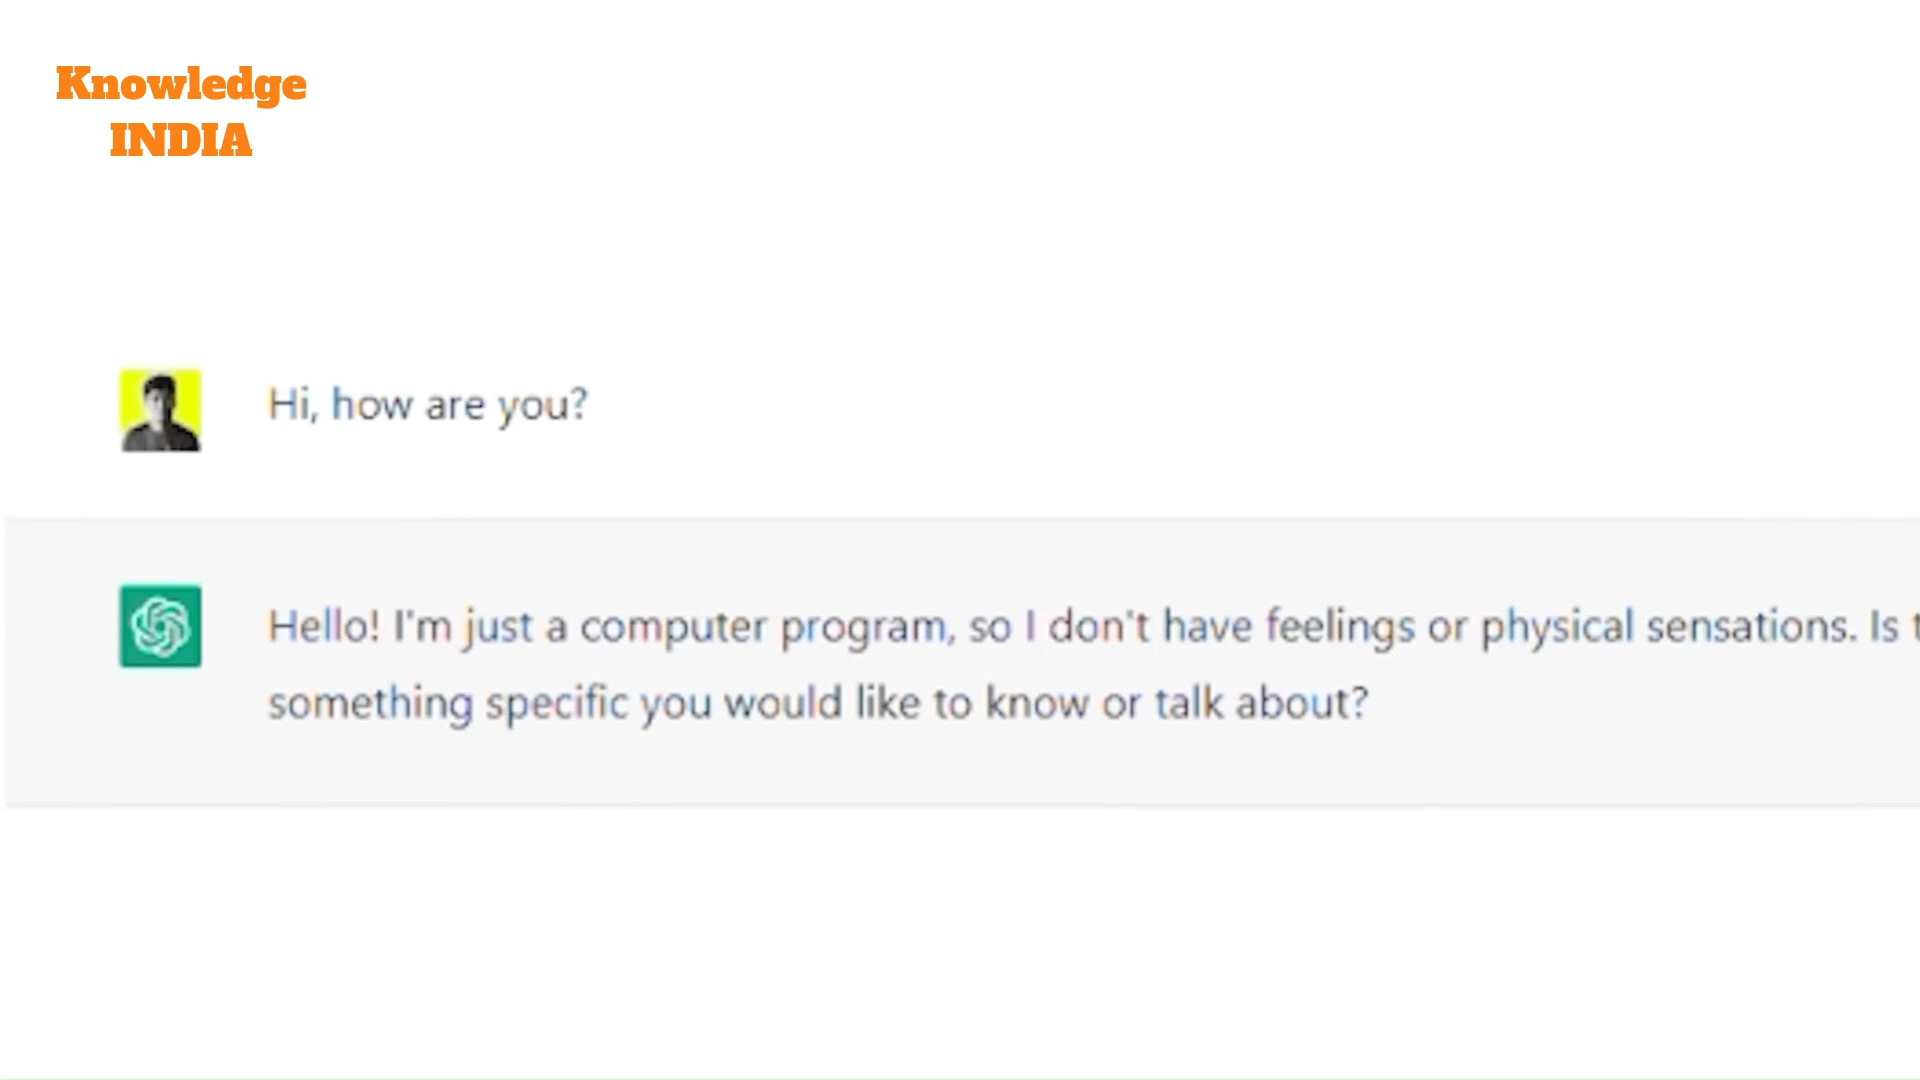 Knowledge
INDIA
Hi, how are you?
Hello! I'm just a computer program, so I don't have feelings or physical sensations. Is
something specific you would like to know or talk about?